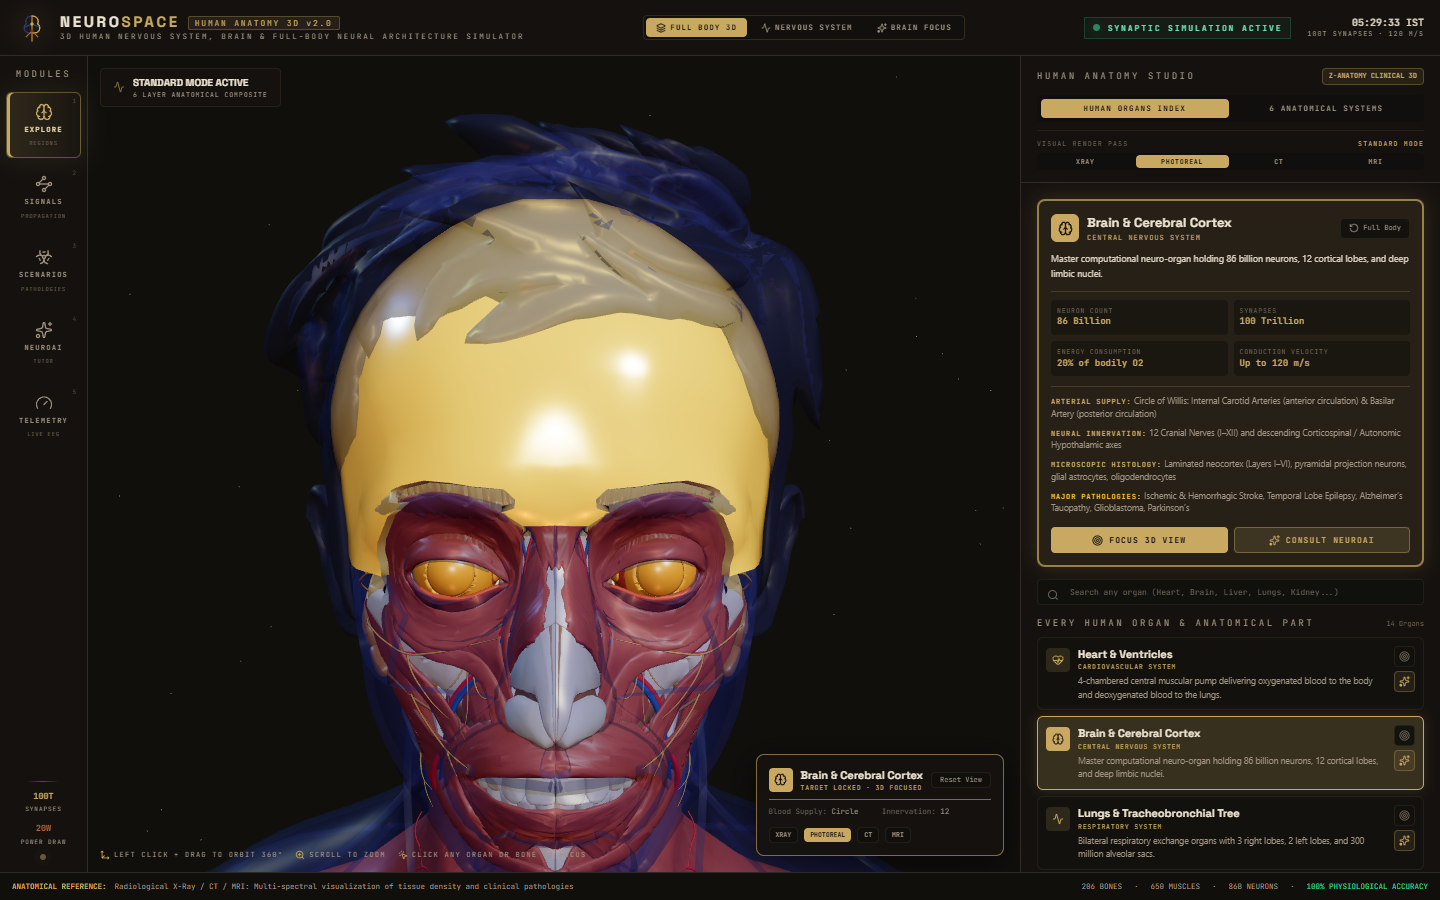 NEUROSPACE HUMAN ANATOMY 3D v2.0
3D HUMAN NERVOUS SYSTEM, BRAIN & FULL-BODY NEURAL ARCHITECTURE SIMULATOR
FULL BODY 3D
NERVOUS SYSTEM
BRAIN FOCUS
SYNAPTIC SIMULATION ACTIVE
05:29:33 IST
100T SYNAPSES · 120 M/S
MODULES
1
EXPLORE
REGIONS
2
SIGNALS
PROPAGATION
3
SCENARIOS
PATHOLOGIES
4
NEUROAI
TUTOR
5
TELEMETRY
LIVE EEG
100T
SYNAPSES
20W
POWER DRAW
STANDARD MODE ACTIVE
6 LAYER ANATOMICAL COMPOSITE
Brain & Cerebral Cortex
TARGET LOCKED · 3D FOCUSED
Reset View
Blood Supply: Circle
Innervation: 12
XRAY
PHOTOREAL
CT
MRI
LEFT CLICK + DRAG TO ORBIT 360°
SCROLL TO ZOOM
CLICK ANY ORGAN OR BONE
HUMAN ANATOMY STUDIO
Z-ANATOMY CLINICAL 3D
HUMAN ORGANS INDEX
6 ANATOMICAL SYSTEMS
VISUAL RENDER PASS
STANDARD MODE
XRAY
PHOTOREAL
CT
MRI
Brain & Cerebral Cortex
CENTRAL NERVOUS SYSTEM
Full Body
Master computational neuro-organ holding 86 billion neurons, 12 cortical lobes, and deep
limbic nuclei.
NEURON COUNT
86 Billion
SYNAPSES
100 Trillion
ENERGY CONSUMPTION
20% of bodily O2
CONDUCTION VELOCITY
Up to 120 m/s
ARTERIAL SUPPLY: Circle of Willis: Internal Carotid Arteries (anterior circulation) & Basilar
Artery (posterior circulation)
NEURAL INNERVATION: 12 Cranial Nerves (I–XII) and descending Corticospinal / Autonomic
Hypothalamic axes
MICROSCOPIC HISTOLOGY: Laminated neocortex (Layers I–VI), pyramidal projection neurons,
glial astrocytes, oligodendrocytes
MAJOR PATHOLOGIES: Ischemic & Hemorrhagic Stroke, Temporal Lobe Epilepsy, Alzheimer's
Tauopathy, Glioblastoma, Parkinson's
FOCUS 3D VIEW
CONSULT NEUROAI
Search any organ (Heart, Brain, Liver, Lungs, Kidney...)
EVERY HUMAN ORGAN & ANATOMICAL PART
14 Organs
Heart & Ventricles
CARDIOVASCULAR SYSTEM
4-chambered central muscular pump delivering oxygenated blood to the body
and deoxygenated blood to the lungs.
Brain & Cerebral Cortex
CENTRAL NERVOUS SYSTEM
Master computational neuro-organ holding 86 billion neurons, 12 cortical lobes,
and deep limbic nuclei.
Lungs & Tracheobronchial Tree
RESPIRATORY SYSTEM
Bilateral respiratory exchange organs with 3 right lobes, 2 left lobes, and 300
million alveolar sacs.
ANATOMICAL REFERENCE: Radiological X-Ray / CT / MRI: Multi-spectral visualization of tissue density and clinical pathologies
206 BONES · 650 MUSCLES · 86B NEURONS · 100% PHYSIOLOGICAL ACCURACY